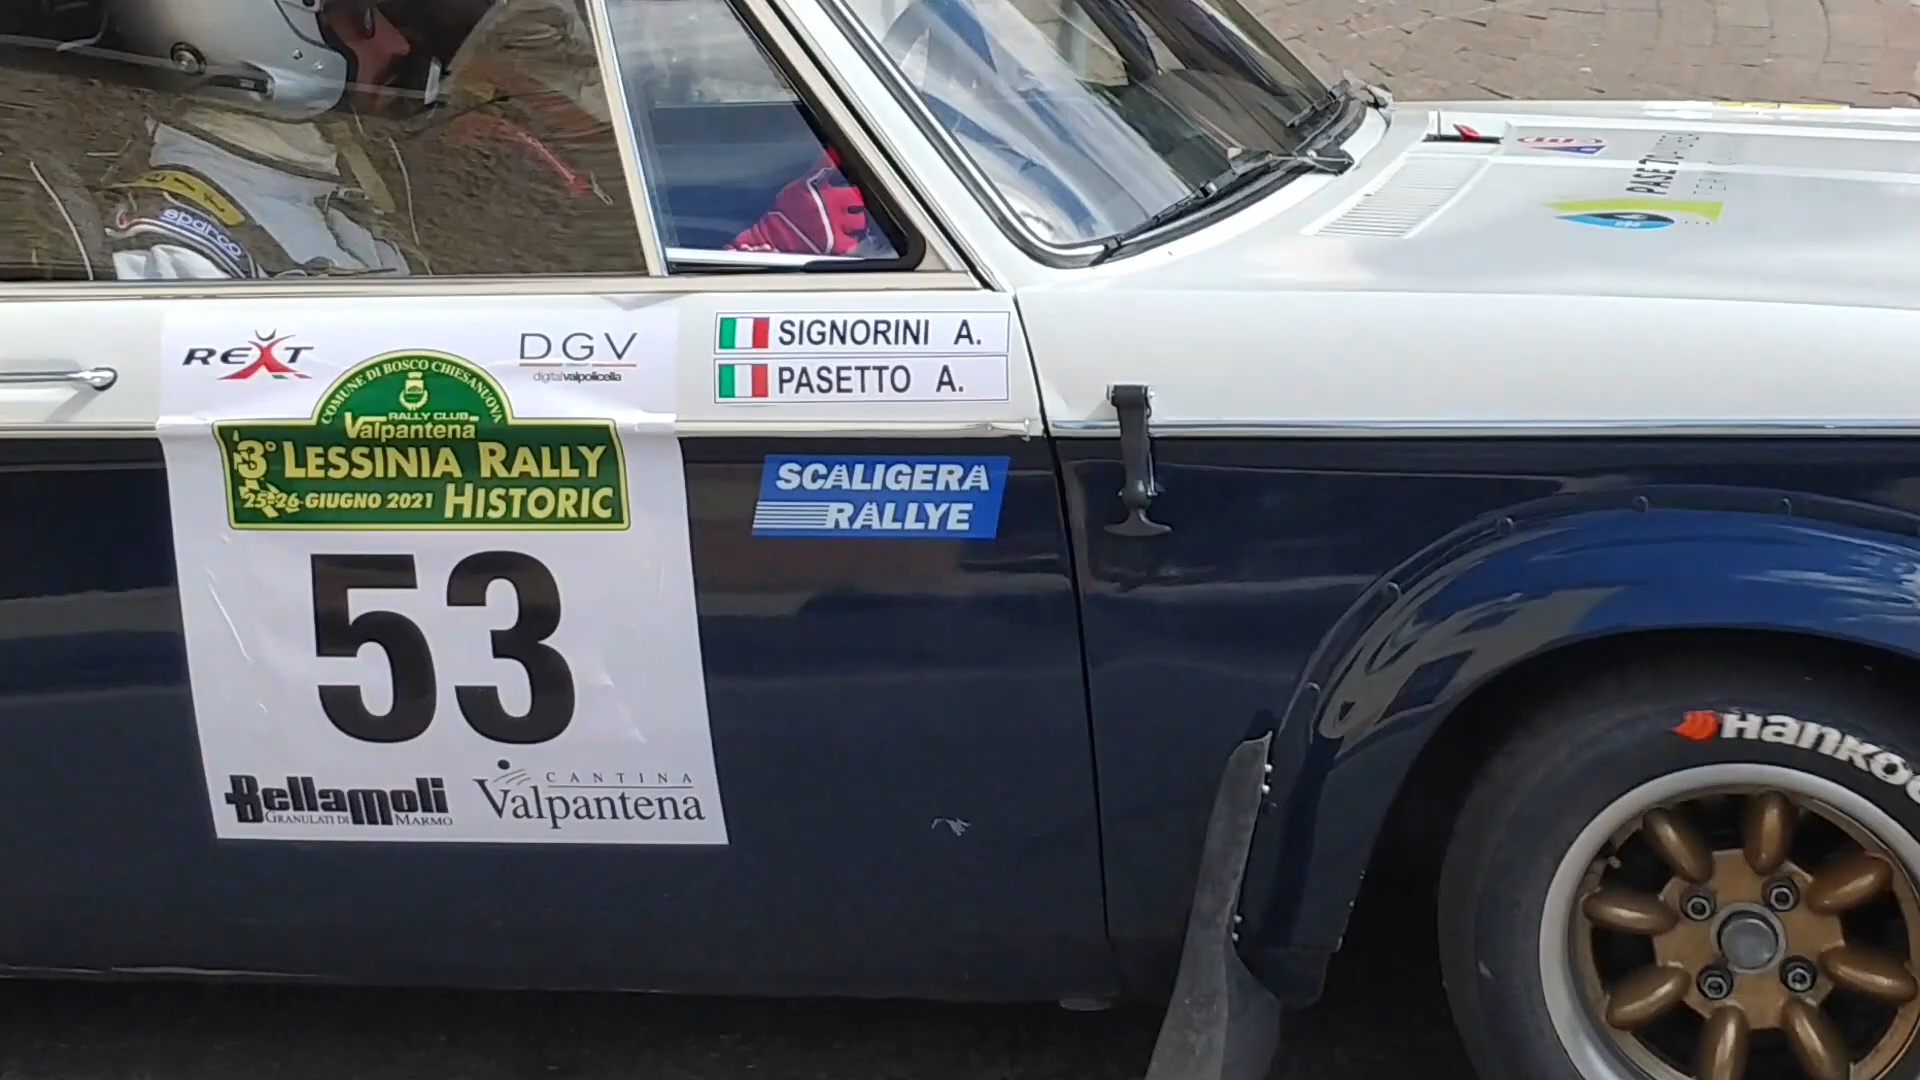 sparco
REXT
DGV
digitalvalpolicella
COMUNE DI BOSCO CHIESANUOVA
RALLY CLUB
Valpantena
3° LESSINIA RALLY
25-26 GIUGNO 2021 HISTORIC
53
Bellamoli
GRANULATI DI MARMO
CANTINA
Valpantena
SIGNORINI A.
PASETTO A.
SCALIGERA
RALLYE
Hankoo